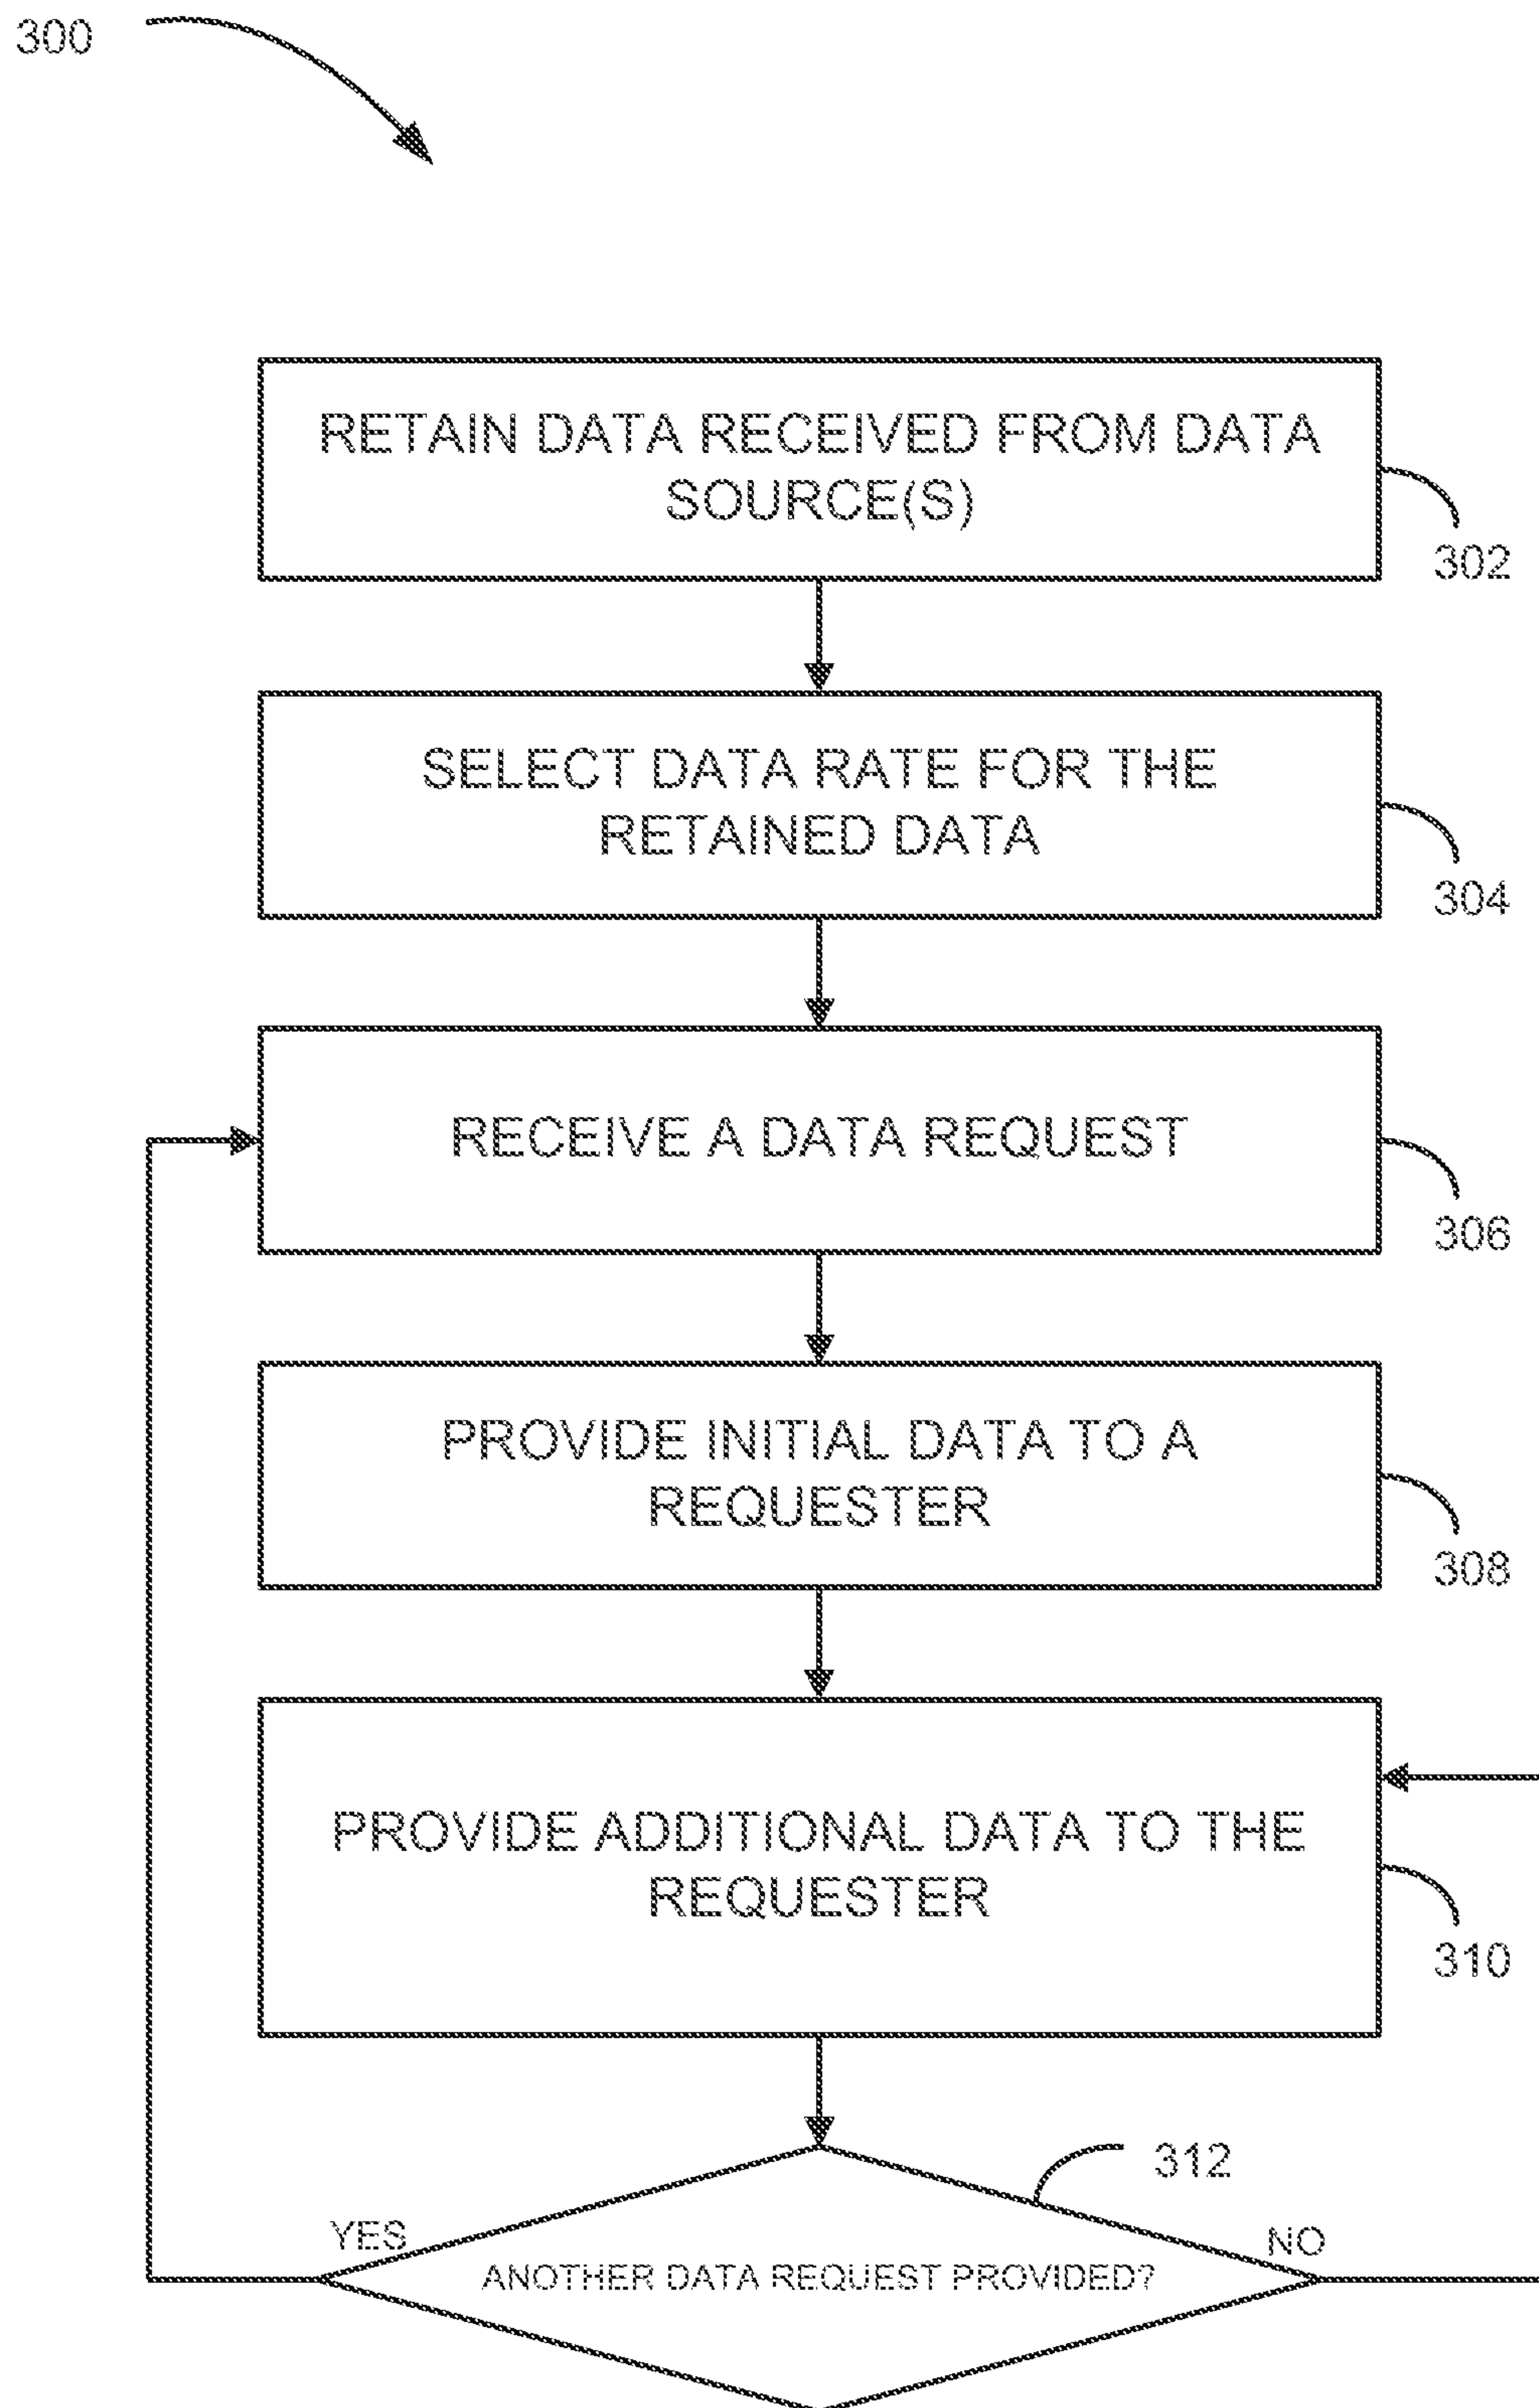 300
RETAIN DATA RECEIVED FROM DATA
SOURCE(S)
302
SELECT DATA RATE FOR THE
RETAINED DATA
304
RECEIVE A DATA REQUEST
306
PROVIDE INITIAL DATA TO A
REQUESTER
308
PROVIDE ADDITIONAL DATA TO THE
REQUESTER
310
312
YES
NO
ANOTHER DATA REQUEST PROVIDED?